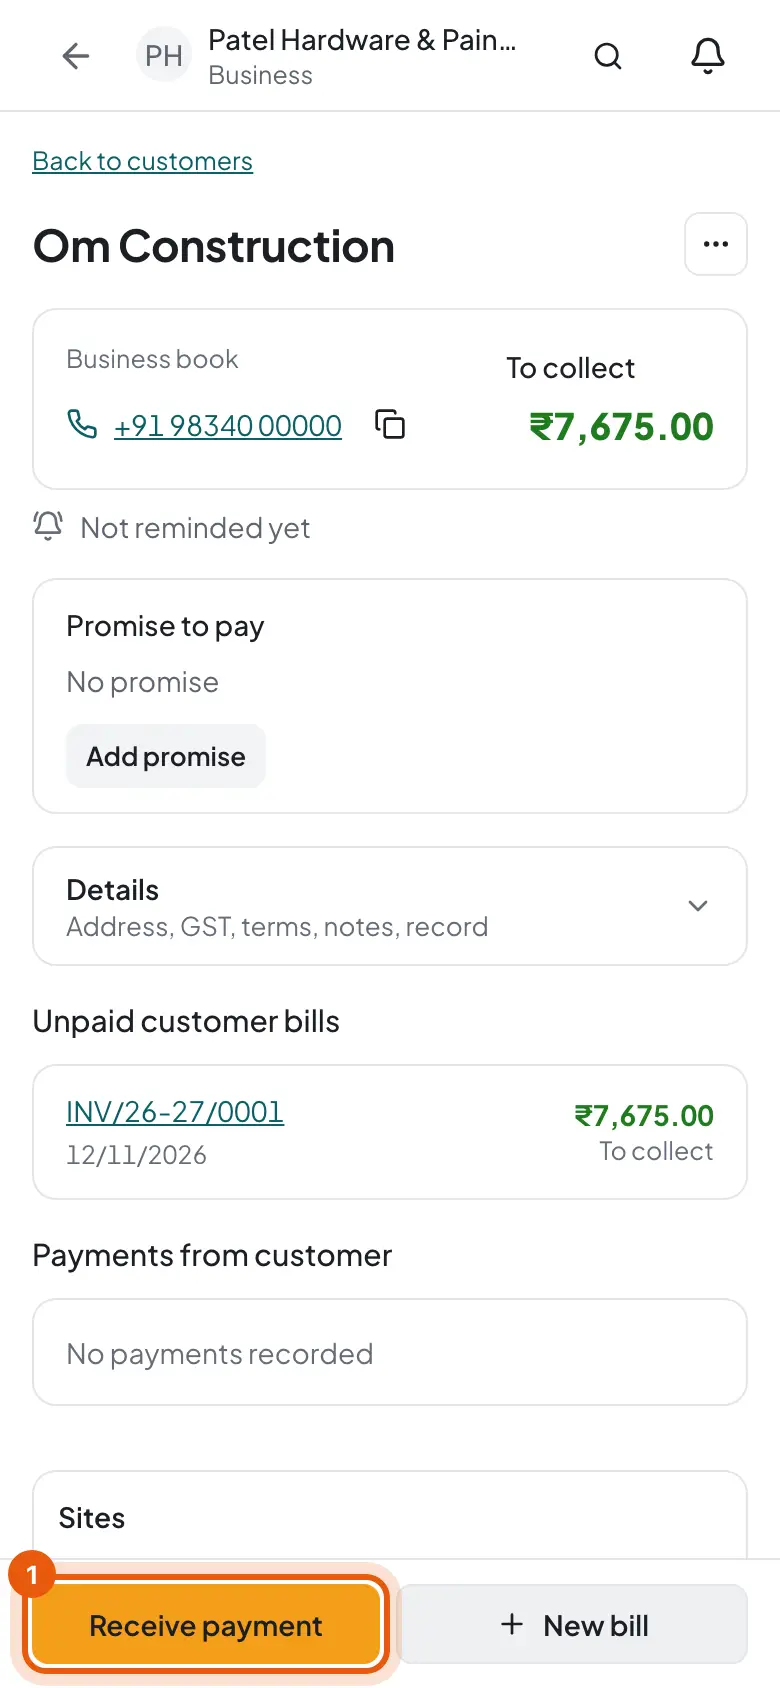 PH
Patel Hardware & Pain...
Business
Back to customers
Om Construction
Business book
To collect
+91 98340 00000
₹7,675.00
Not reminded yet
Promise to pay
No promise
Add promise
Details
Address, GST, terms, notes, record
Unpaid customer bills
INV/26-27/0001
₹7,675.00
12/11/2026
To collect
Payments from customer
No payments recorded
Sites
1
Receive payment
+ New bill